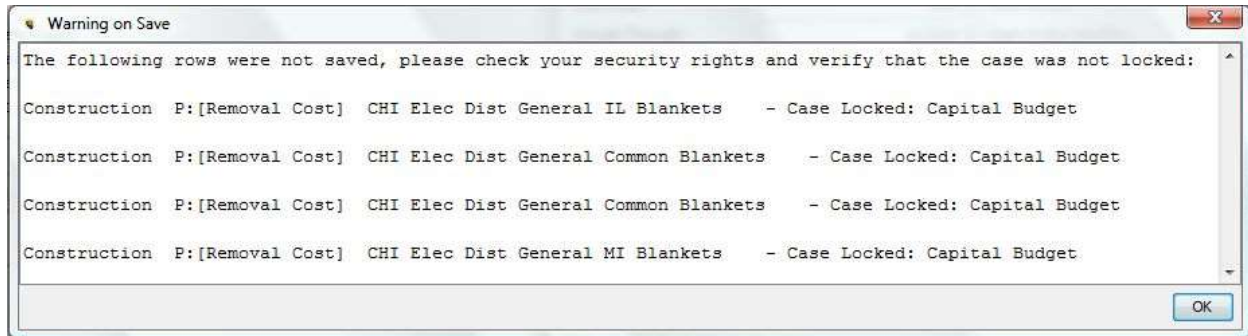 Warning on Save
The following rows were not saved, please check your security rights and verify that the case was not locked:
Construction P:[Removal Cost] CHI Elec Dist General IL Blankets - Case Locked: Capital Budget
Construction P:[Removal Cost] CHI Elec Dist General Common Blankets - Case Locked: Capital Budget
Construction P:[Removal Cost] CHI Elec Dist General Common Blankets - Case Locked: Capital Budget
Construction P:[Removal Cost] CHI Elec Dist General MI Blankets - Case Locked: Capital Budget
OK